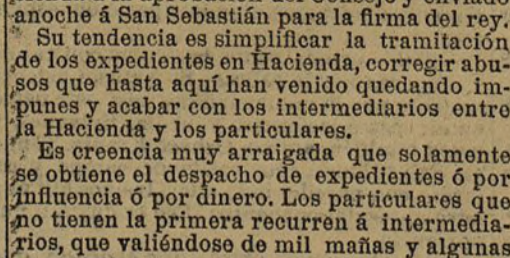 anoche á San Sebastián para la firma del rey.
Su tendencia es simplificar la tramitación
de los expedientes en Hacienda, corregir abu-
sos que hasta aquí han venido quedando im-
punes y acabar con los intermediarios entre
la Hacienda y los particulares.
Es creencia muy arraigada que solamente
se obtiene el despacho de expedientes ó por
influencia ó por dinero. Los particulares que
no tienen la primera recurren á intermedia-
rios, que valiéndose de mil mañas y algunas